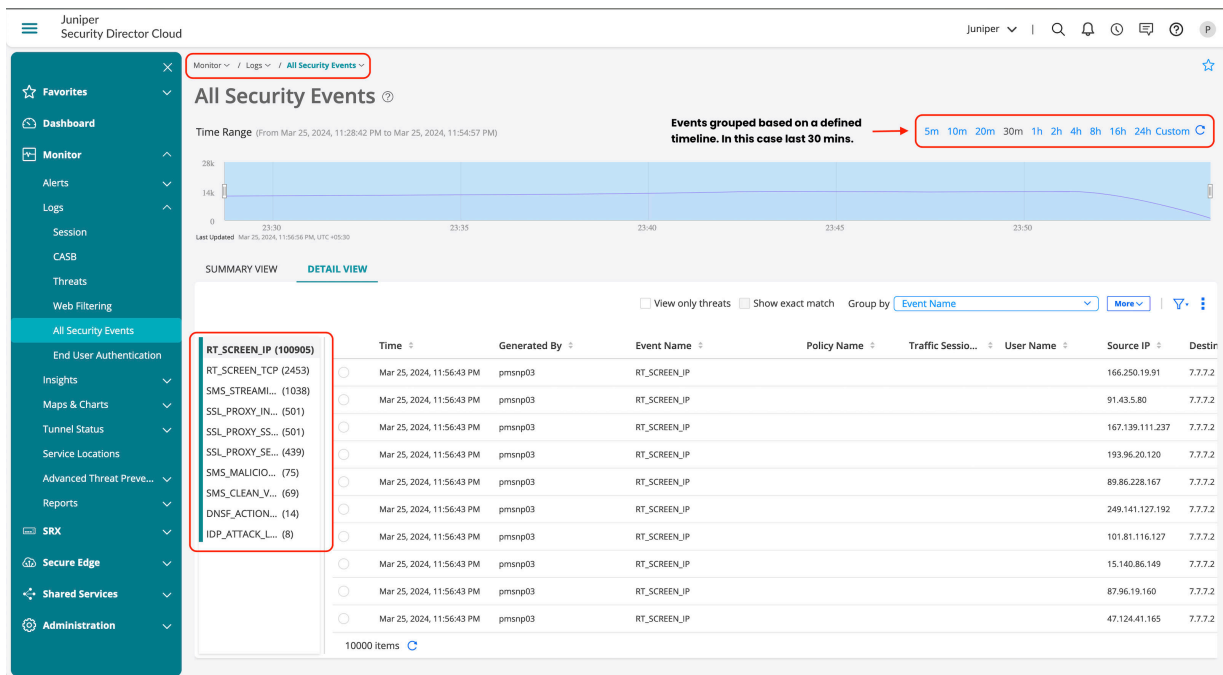 Juniper
Security Director Cloud
Juniper
P
Favorites
Dashboard
Monitor
Alerts
Logs
Session
CASB
Threats
Web Filtering
All Security Events
End User Authentication
Insights
Maps & Charts
Tunnel Status
Service Locations
Advanced Threat Preve...
Reports
SRX
Secure Edge
Shared Services
Administration
Monitor / Logs / All Security Events
All Security Events
Time Range (From Mar 25, 2024, 11:28:42 PM to Mar 25, 2024, 11:54:57 PM)
Events grouped based on a defined
timeline. In this case last 30 mins.
5m 10m 20m 30m 1h 2h 4h 8h 16h 24h Custom
28k
14k
0
23:30 23:35 23:40 23:45 23:50
Last Updated Mar 25, 2024, 11:56:56 PM, UTC +05:30
SUMMARY VIEW DETAIL VIEW
View only threats Show exact match Group by Event Name More
RT_SCREEN_IP (100905)
RT_SCREEN_TCP (2453)
SMS_STREAMI... (1038)
SSL_PROXY_IN... (501)
SSL_PROXY_SS... (501)
SSL_PROXY_SE... (439)
SMS_MALICIO... (75)
SMS_CLEAN_V... (69)
DNSF_ACTION... (14)
IDP_ATTACK_L... (8)
Time Generated By Event Name Policy Name Traffic Sessio... User Name Source IP Destin
Mar 25, 2024, 11:56:43 PM pmsnp03 RT_SCREEN_IP 166.250.19.91 7.7.7.2
Mar 25, 2024, 11:56:43 PM pmsnp03 RT_SCREEN_IP 91.43.5.80 7.7.7.2
Mar 25, 2024, 11:56:43 PM pmsnp03 RT_SCREEN_IP 167.139.111.237 7.7.7.2
Mar 25, 2024, 11:56:43 PM pmsnp03 RT_SCREEN_IP 193.96.20.120 7.7.7.2
Mar 25, 2024, 11:56:43 PM pmsnp03 RT_SCREEN_IP 89.86.228.167 7.7.7.2
Mar 25, 2024, 11:56:43 PM pmsnp03 RT_SCREEN_IP 249.141.127.192 7.7.7.2
Mar 25, 2024, 11:56:43 PM pmsnp03 RT_SCREEN_IP 101.81.116.127 7.7.7.2
Mar 25, 2024, 11:56:43 PM pmsnp03 RT_SCREEN_IP 15.140.86.149 7.7.7.2
Mar 25, 2024, 11:56:43 PM pmsnp03 RT_SCREEN_IP 87.96.19.160 7.7.7.2
Mar 25, 2024, 11:56:43 PM pmsnp03 RT_SCREEN_IP 47.124.41.165 7.7.7.2
10000 items